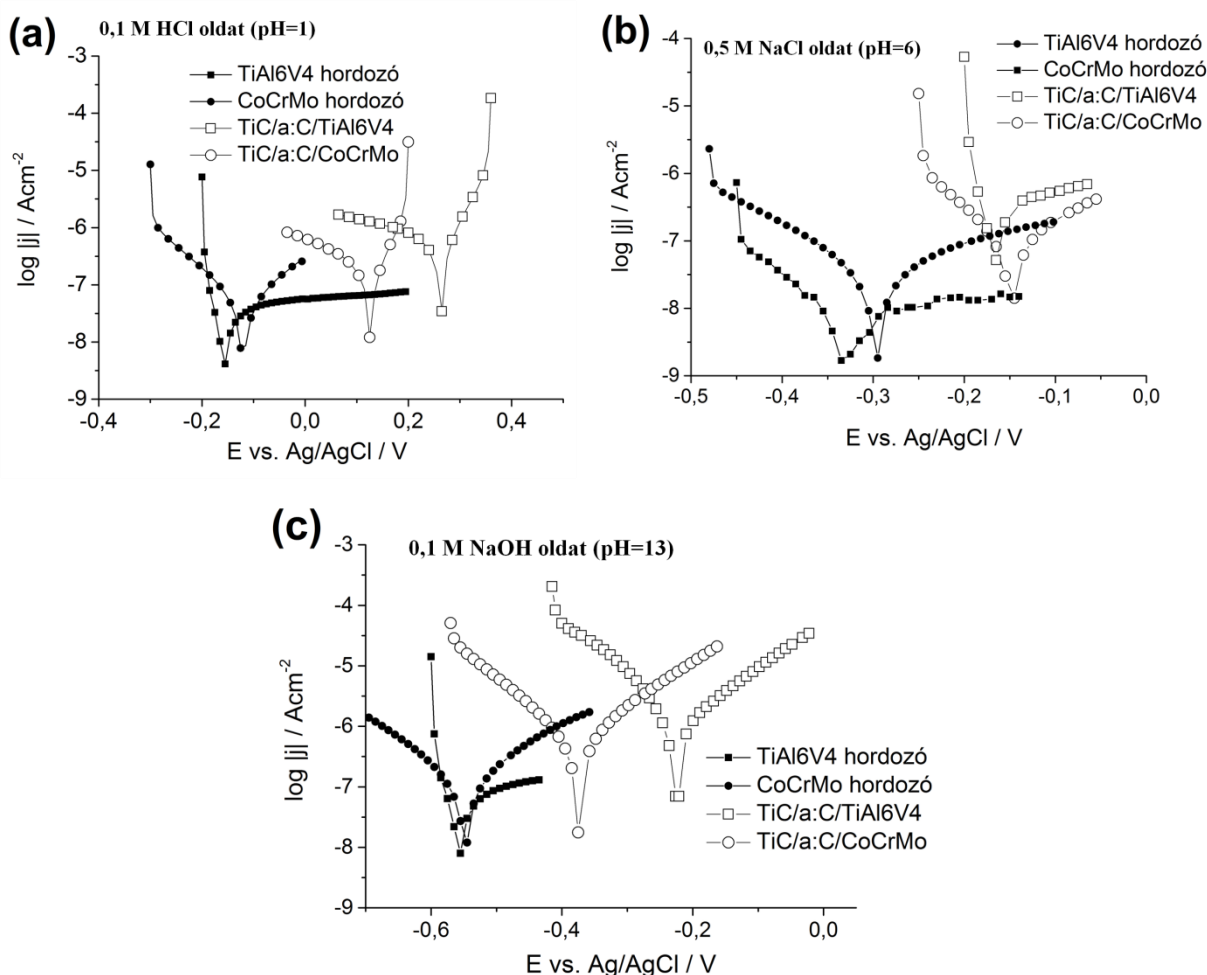 (a)
0,1 M HCl oldat (pH=1)
-3
-4
-5
-6
-7
-8
-9
log |j| / Acm⁻²
TiAl6V4 hordozó
CoCrMo hordozó
TiC/a:C/TiAl6V4
TiC/a:C/CoCrMo
-0,4 -0,2 0,0 0,2 0,4
E vs. Ag/AgCl / V
(b)
0,5 M NaCl oldat (pH=6)
-4
-5
-6
-7
-8
-9
log |j| / Acm⁻²
TiAl6V4 hordozó
CoCrMo hordozó
TiC/a:C/TiAl6V4
TiC/a:C/CoCrMo
-0,5 -0,4 -0,3 -0,2 -0,1 0,0
E vs. Ag/AgCl / V
(c)
0,1 M NaOH oldat (pH=13)
-3
-4
-5
-6
-7
-8
-9
log |j| / Acm⁻²
TiAl6V4 hordozó
CoCrMo hordozó
TiC/a:C/TiAl6V4
TiC/a:C/CoCrMo
-0,6 -0,4 -0,2 0,0
E vs. Ag/AgCl / V